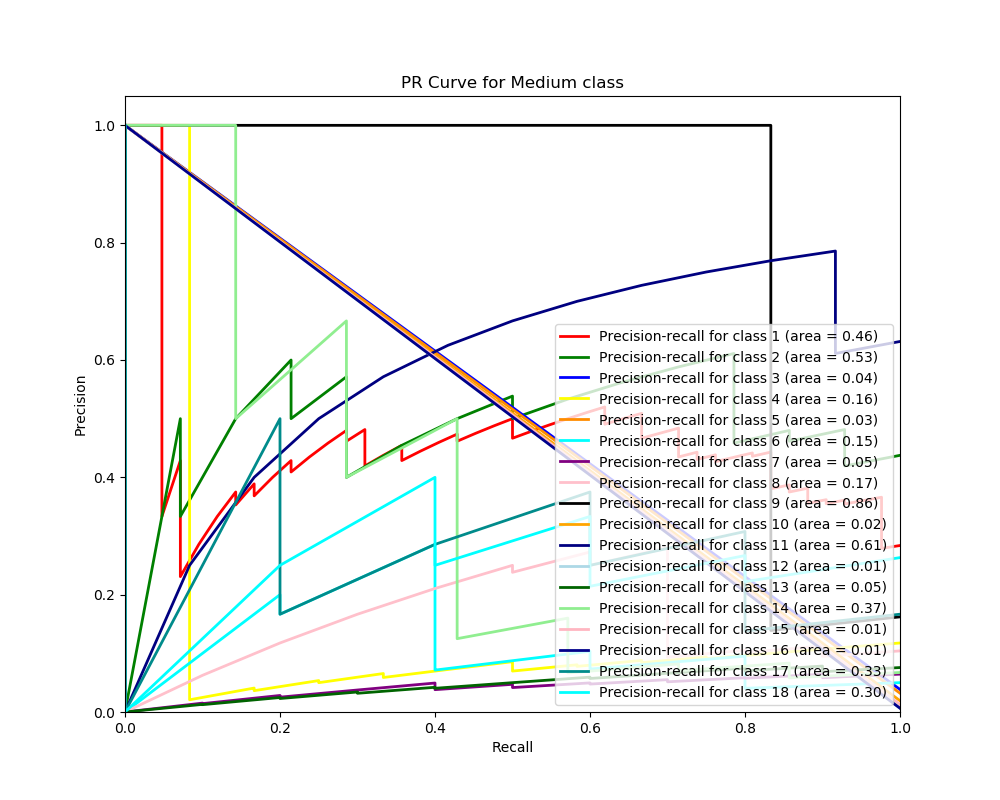 PR Curve for Medium class
1.0
0.8
0.6
0.4
0.2
0.0
Precision
Precision-recall for class 1 (area = 0.46)
Precision-recall for class 2 (area = 0.53)
Precision-recall for class 3 (area = 0.04)
Precision-recall for class 4 (area = 0.16)
Precision-recall for class 5 (area = 0.03)
Precision-recall for class 6 (area = 0.15)
Precision-recall for class 7 (area = 0.05)
Precision-recall for class 8 (area = 0.17)
Precision-recall for class 9 (area = 0.86)
Precision-recall for class 10 (area = 0.02)
Precision-recall for class 11 (area = 0.61)
Precision-recall for class 12 (area = 0.01)
Precision-recall for class 13 (area = 0.05)
Precision-recall for class 14 (area = 0.37)
Precision-recall for class 15 (area = 0.01)
Precision-recall for class 16 (area = 0.01)
Precision-recall for class 17 (area = 0.33)
Precision-recall for class 18 (area = 0.30)
0.0 0.2 0.4 0.6 0.8 1.0
Recall